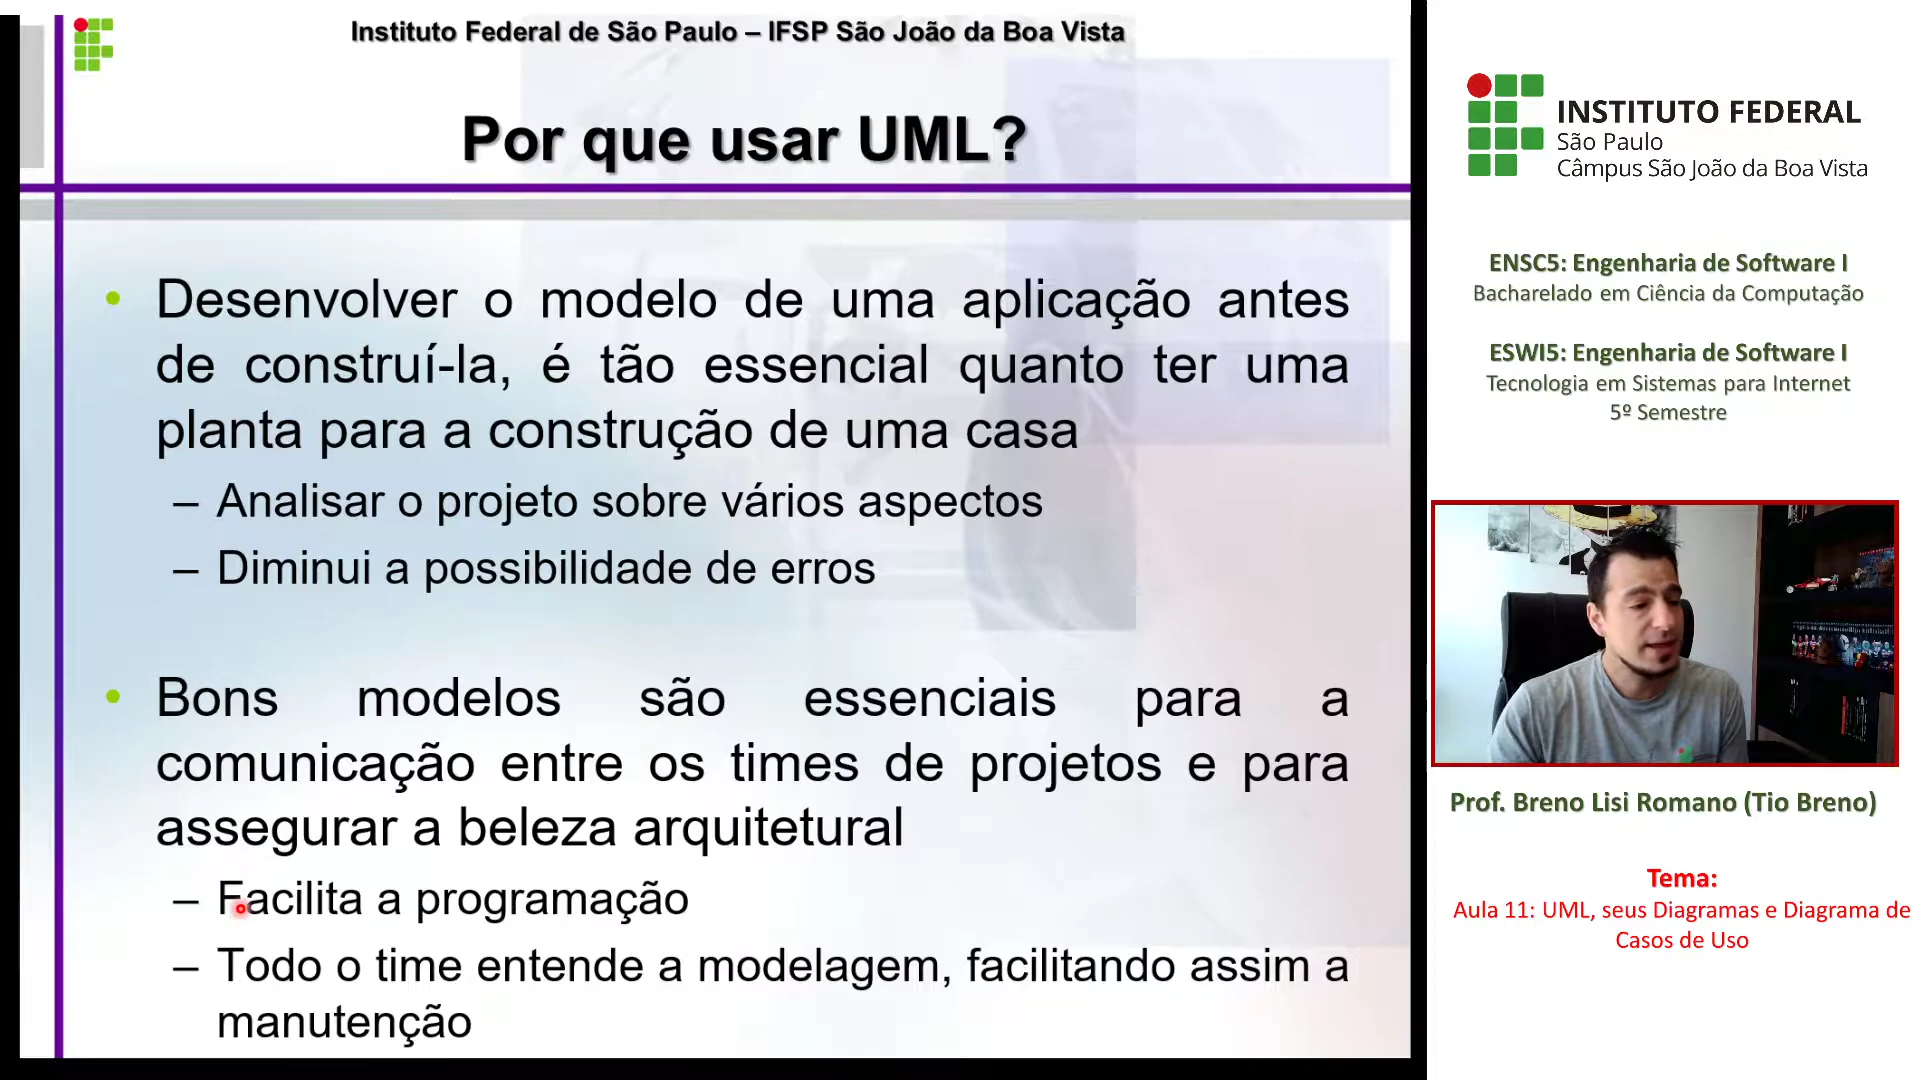 Instituto Federal de São Paulo – IFSP São João da Boa Vista
Por que usar UML?
• Desenvolver o modelo de uma aplicação antes
de construí-la, é tão essencial quanto ter uma
planta para a construção de uma casa
– Analisar o projeto sobre vários aspectos
– Diminui a possibilidade de erros
• Bons modelos são essenciais para a
comunicação entre os times de projetos e para
assegurar a beleza arquitetural
– Facilita a programação
– Todo o time entende a modelagem, facilitando assim a
manutenção
INSTITUTO FEDERAL
São Paulo
Câmpus São João da Boa Vista
ENSC5: Engenharia de Software I
Bacharelado em Ciência da Computação
ESWI5: Engenharia de Software I
Tecnologia em Sistemas para Internet
5º Semestre
Prof. Breno Lisi Romano (Tio Breno)
Tema:
Aula 11: UML, seus Diagramas e Diagrama de
Casos de Uso